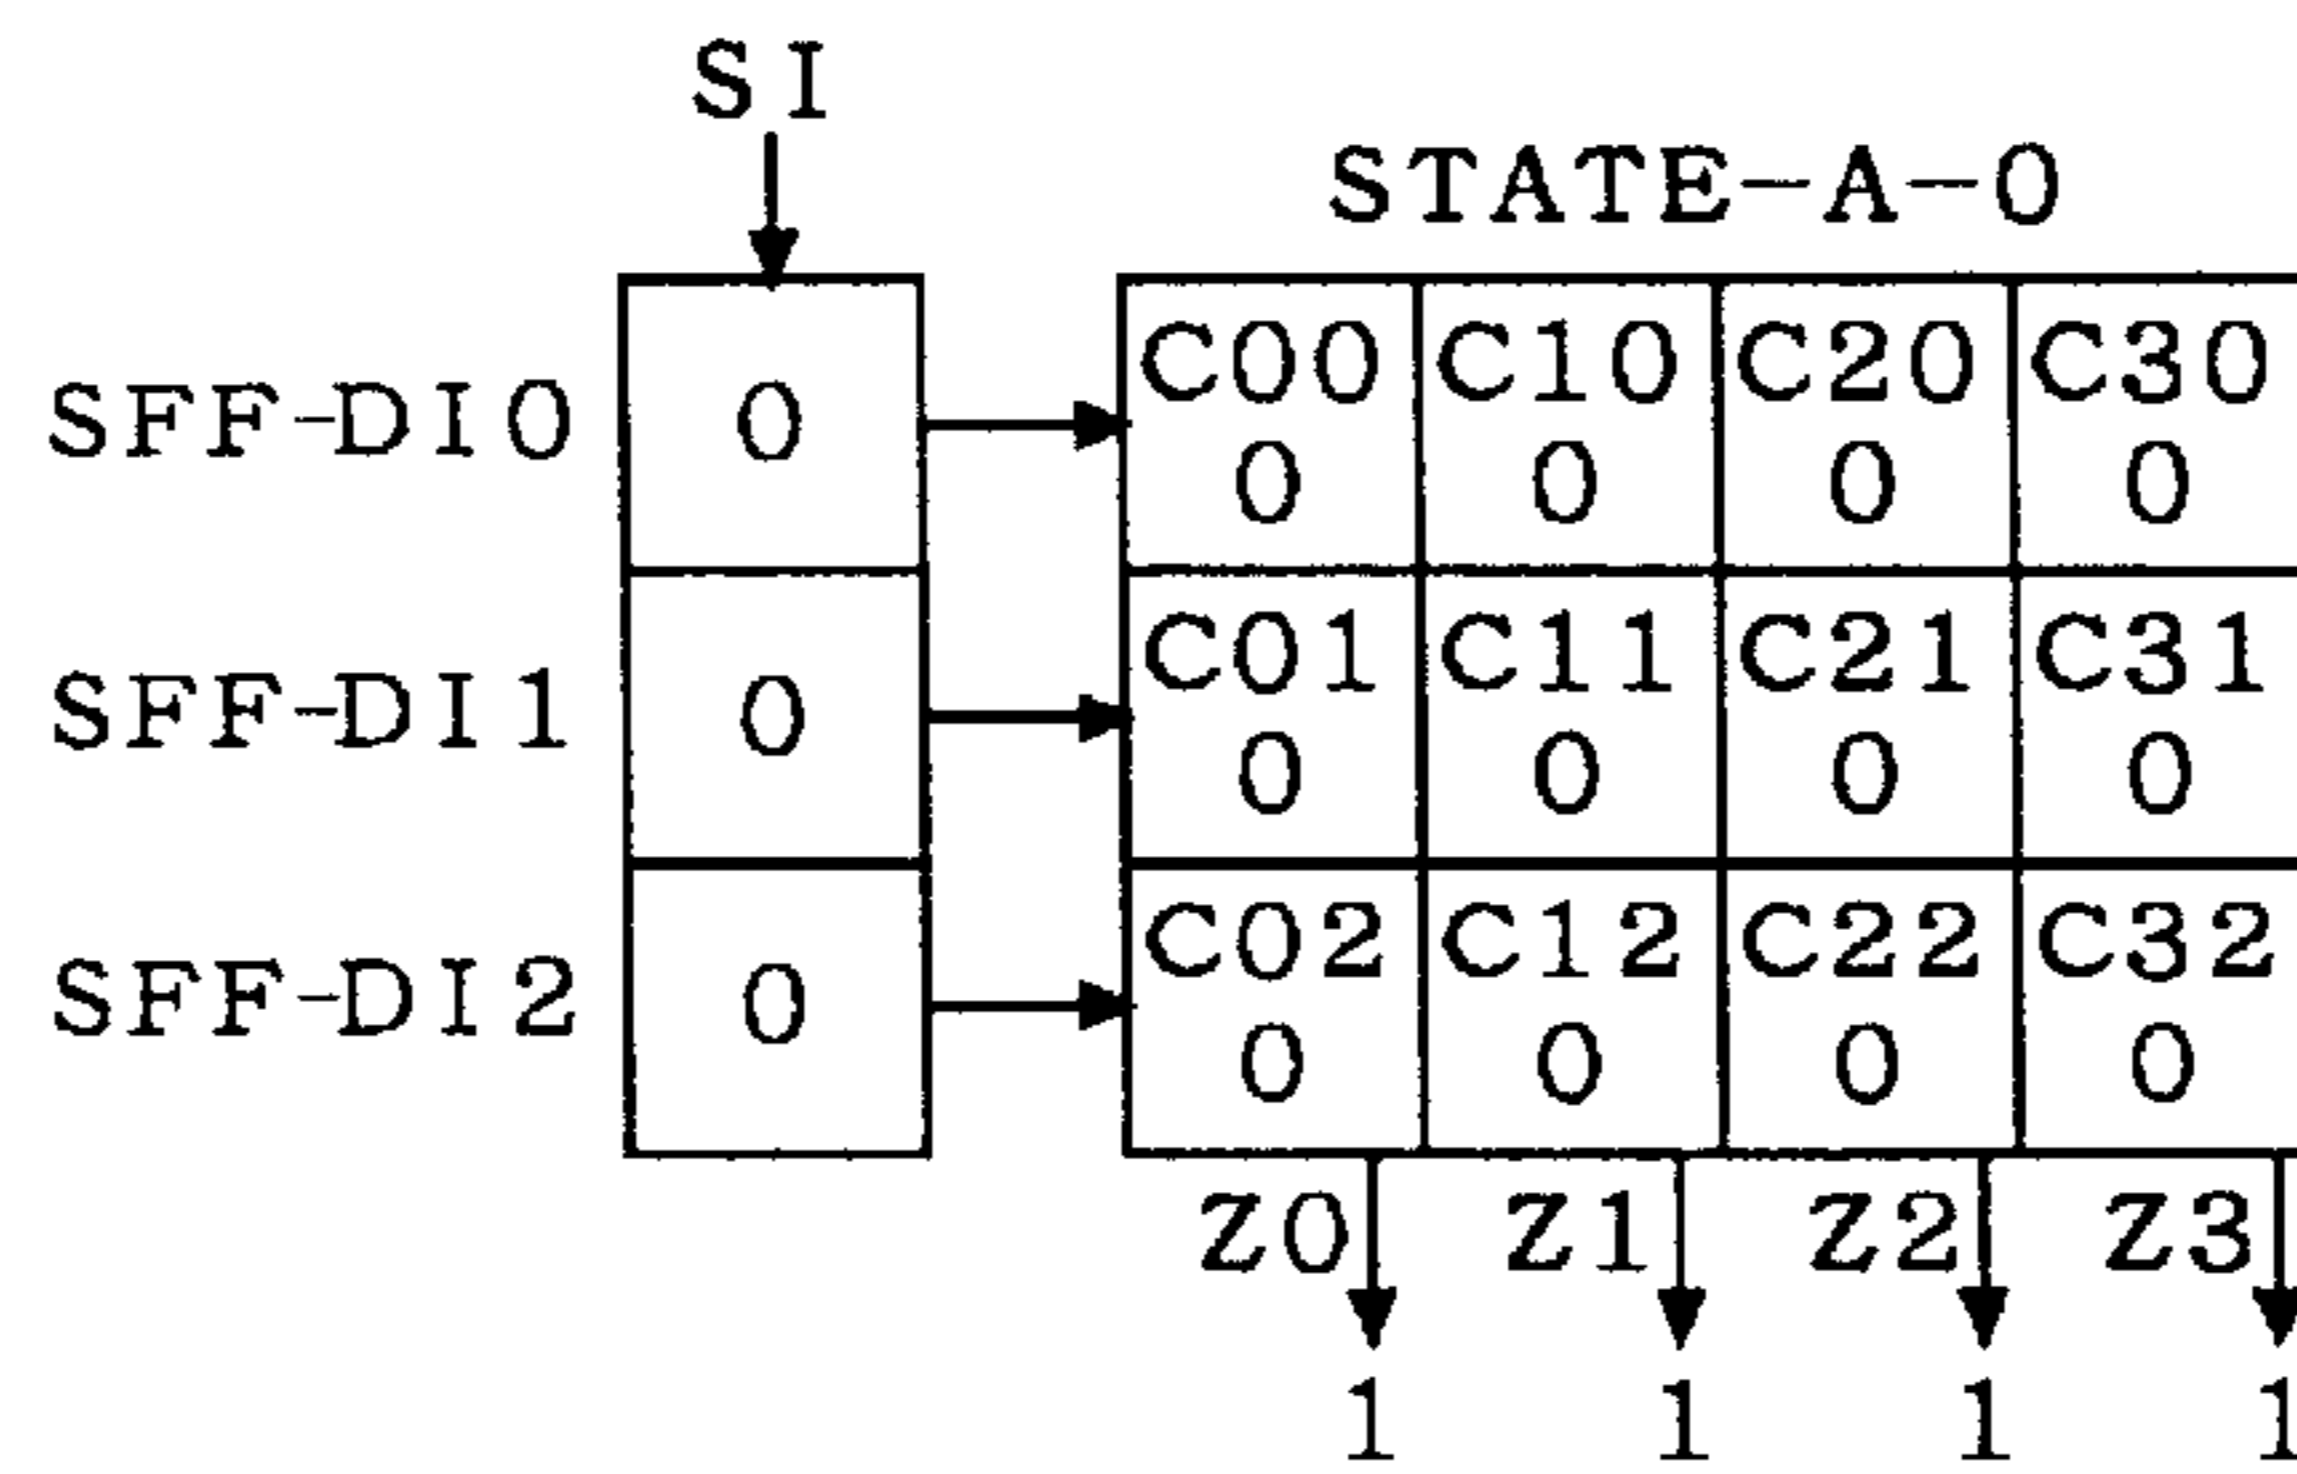 SI
STATE-A-0
SFF-DI0 0 C00 C10 C20 C30
0 0 0 0
SFF-DI1 0 C01 C11 C21 C31
0 0 0 0
SFF-DI2 0 C02 C12 C22 C32
0 0 0 0
Z0 Z1 Z2 Z3
1 1 1 1